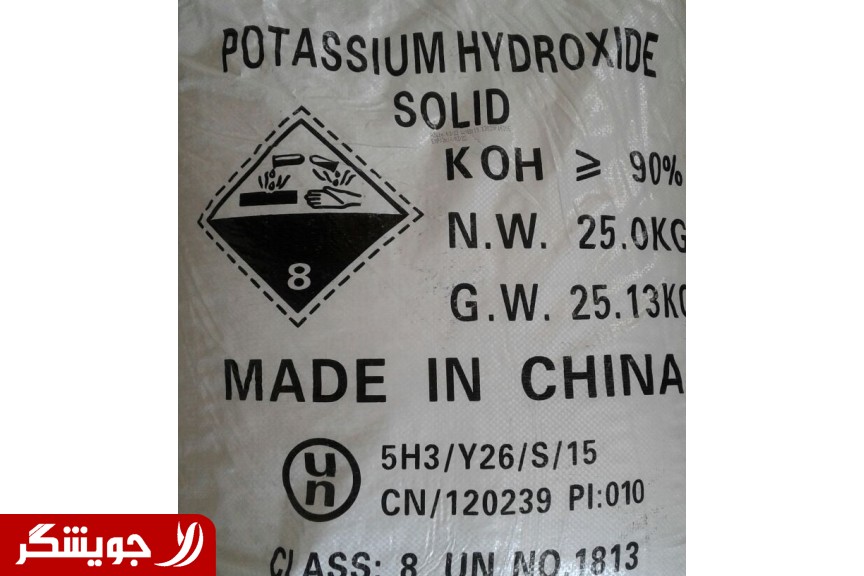 POTASSIUM HYDROXIDE
SOLID
KOH ≥ 90%
N.W. 25.0KG
G.W. 25.13KG
8
MADE IN CHINA
un
5H3/Y26/S/15
CN/120239 PI:010
CLASS: 8 UN NO.1813
جویشگر